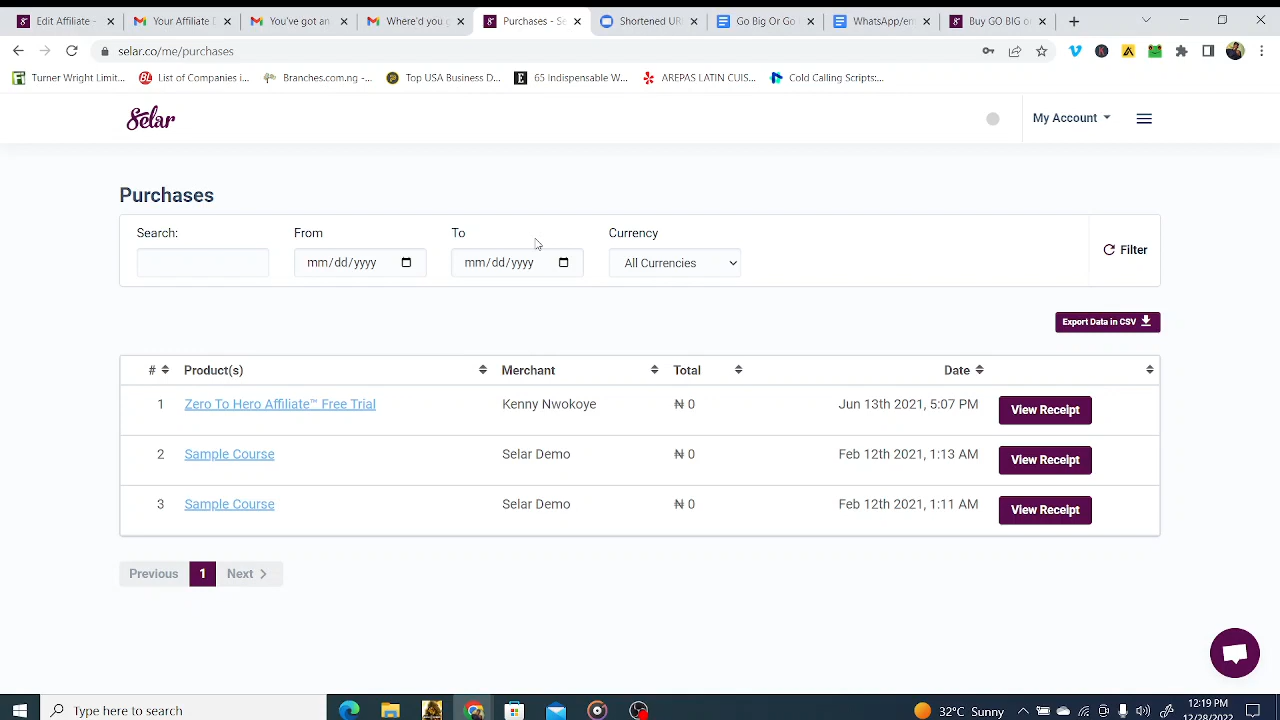 Edit Affiliate - Your Affiliate D You've got an Where'd you g Purchases - Se Shortened UR Go Big Or Go WhatsApp/em Buy GO BIG
selar.co/me/purchases
Turner Wright Limit... List of Companies i... Branches.com.ng -... Top USA Business D... 65 Indispensable W... AREPAS LATIN CUIS... Cold Calling Scripts:...
Selar My Account
Purchases
Search: From To Currency
mm/dd/yyyy mm/dd/yyyy All Currencies Filter
Export Data in CSV
# Product(s) Merchant Total Date
1 Zero To Hero Affiliate™ Free Trial Kenny Nwokoye ₦ 0 Jun 13th 2021, 5:07 PM View Receipt
2 Sample Course Selar Demo ₦ 0 Feb 12th 2021, 1:13 AM View Receipt
3 Sample Course Selar Demo ₦ 0 Feb 12th 2021, 1:11 AM View Receipt
Previous 1 Next
Type here to search 32°C Sunny 12:19 PM
12/28/2022